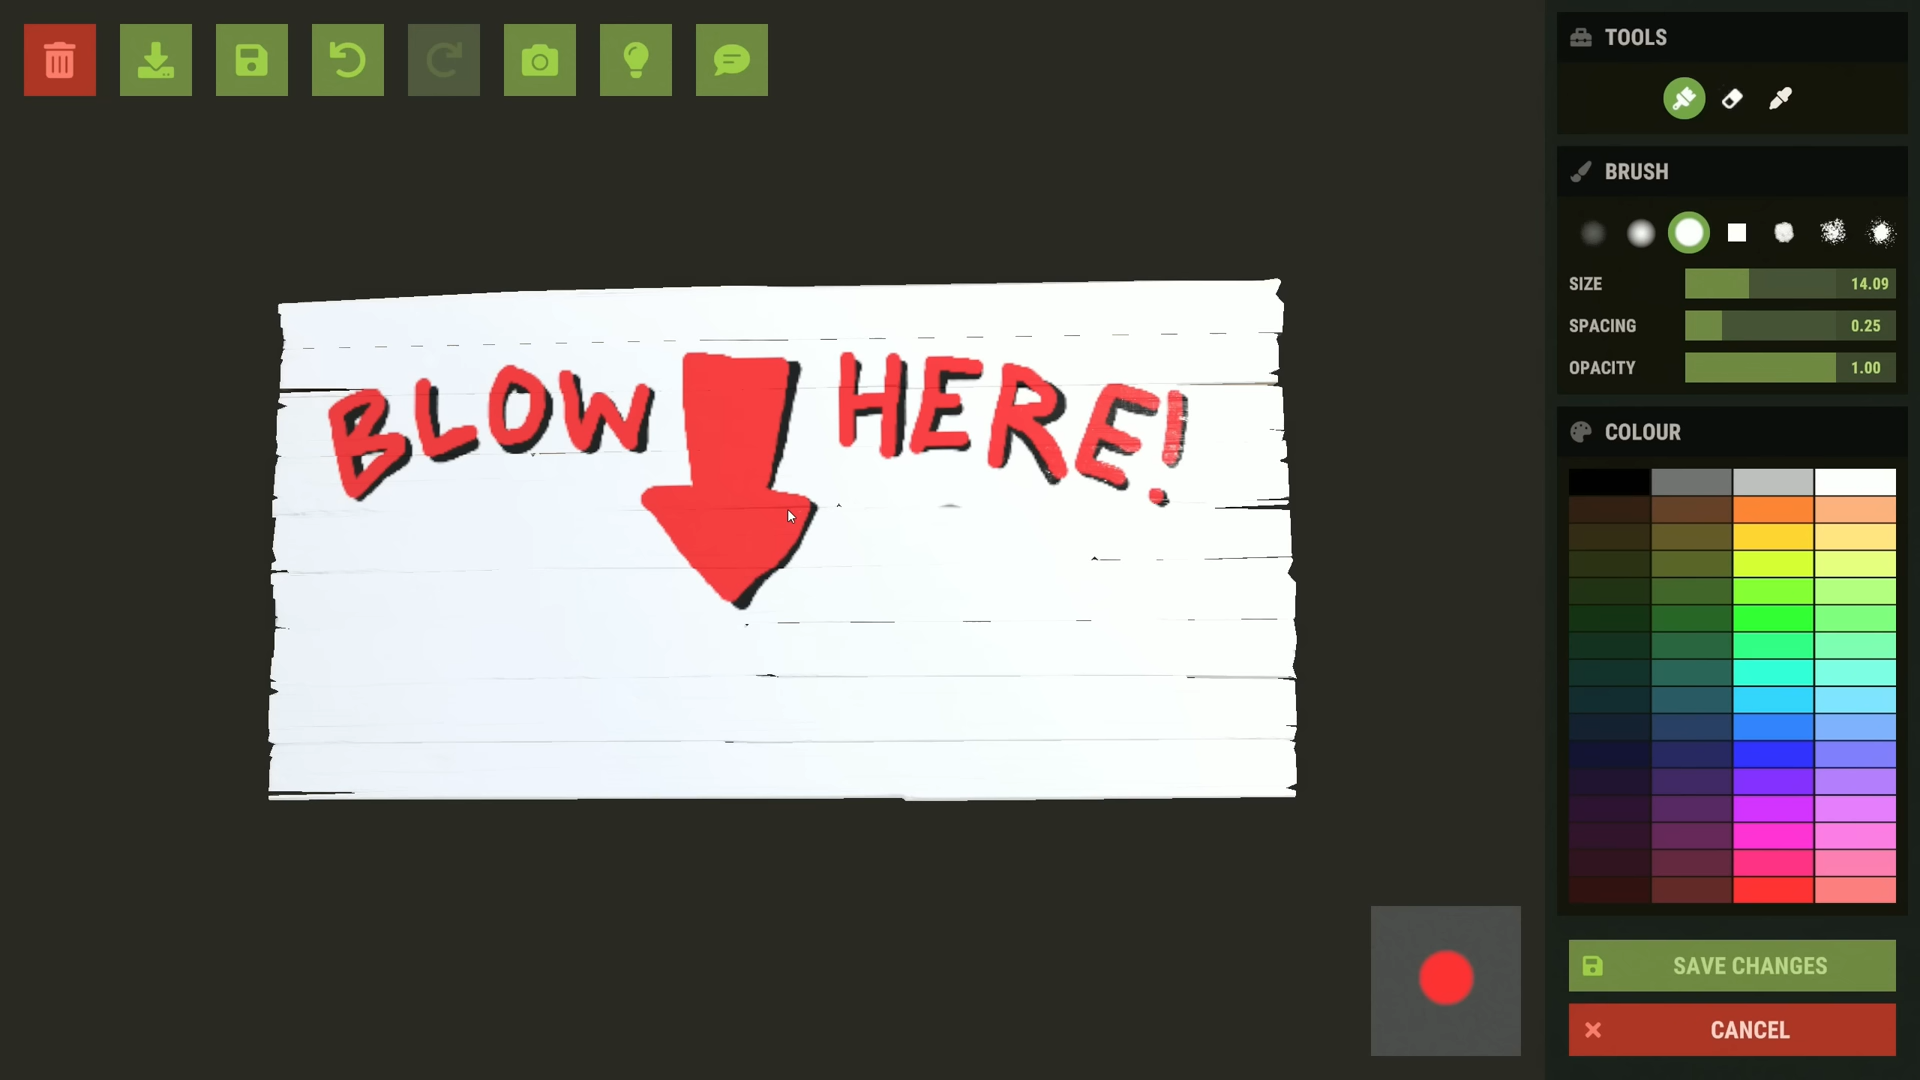 TOOLS
BRUSH
SIZE 14.09
SPACING 0.25
OPACITY 1.00
COLOUR
BLOW HERE!
SAVE CHANGES
CANCEL